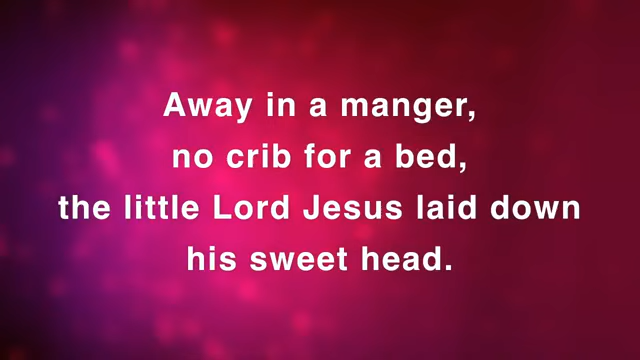 Away in a manger,
no crib for a bed,
the little Lord Jesus laid down
his sweet head.